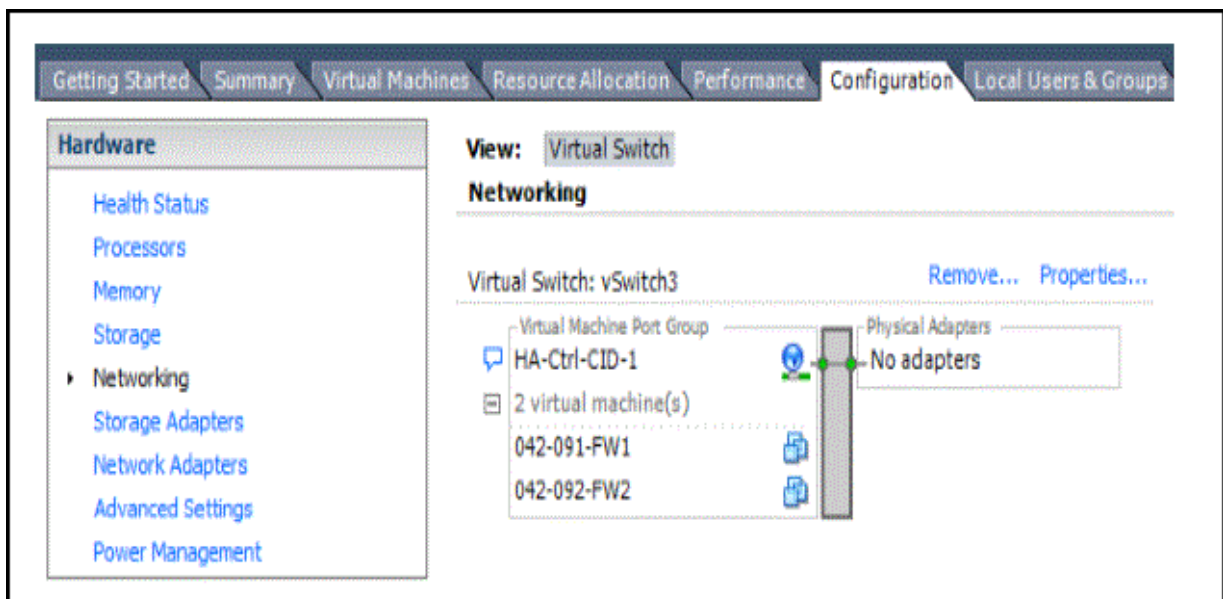 Getting Started Summary Virtual Machines Resource Allocation Performance Configuration Local Users & Groups
Hardware
Health Status
Processors
Memory
Storage
Networking
Storage Adapters
Network Adapters
Advanced Settings
Power Management
View: Virtual Switch
Networking
Virtual Switch: vSwitch3 Remove... Properties...
Virtual Machine Port Group Physical Adapters
HA-Ctrl-CID-1 No adapters
2 virtual machine(s)
042-091-FW1
042-092-FW2